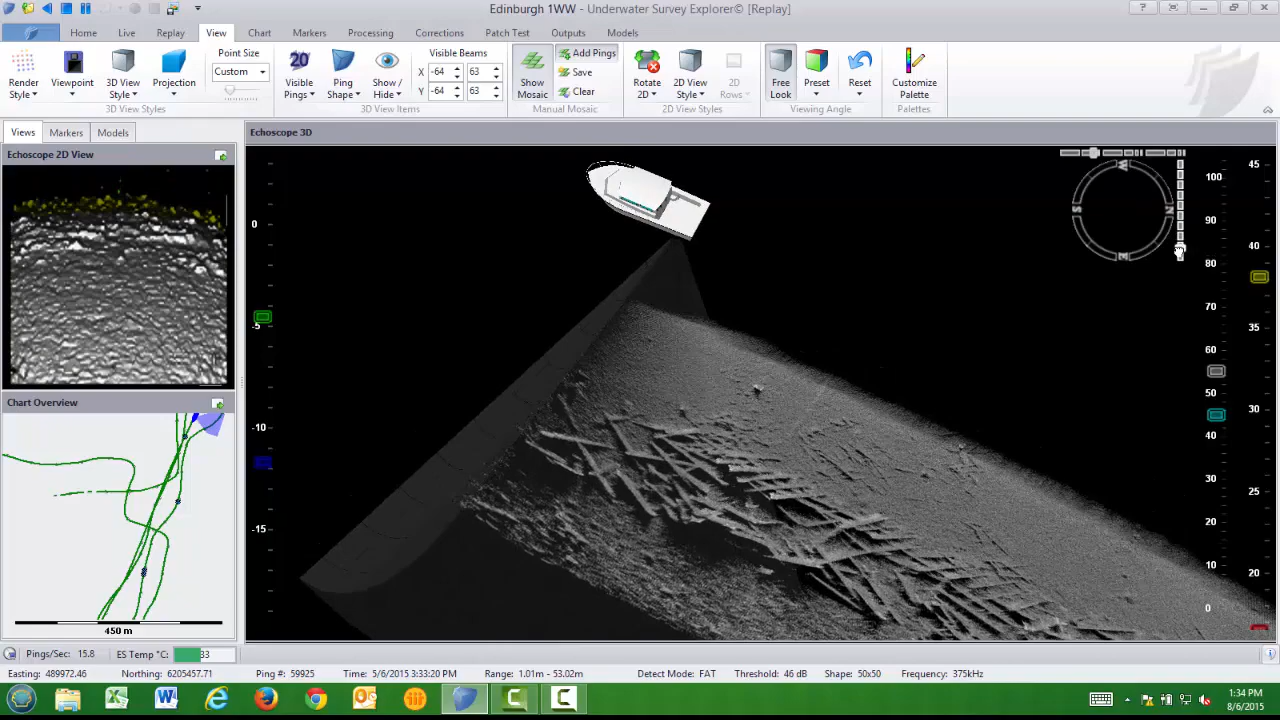 Edinburgh 1WW - Underwater Survey Explorer© [Replay]
Home Live Replay View Chart Markers Processing Corrections Patch Test Outputs Models
Render Style
Viewpoint
3D View Style
Projection
Point Size
Custom
3D View Styles
20
Visible Pings
Ping Shape
Show / Hide
3D View Items
Visible Beams
X -64 63
Y -64 63
Show Mosaic
Add Pings
Save
Clear
Manual Mosaic
Rotate 2D
2D View Style
2D Rows
2D View Styles
Free Look
Preset
Reset
Viewing Angle
Customize Palette
Palettes
Views Markers Models
Echoscope 2D View
Chart Overview
450 m
Echoscope 3D
0
-5
-10
-15
W
N
E
S
100
90
80
70
60
50
40
30
20
10
0
45
40
35
30
25
20
Pings/Sec: 15.8 ES Temp °C: 33
Easting: 489972.46 Northing: 6205457.71 Ping #: 59925 Time: 5/6/2015 3:33:20 PM Range: 1.01m - 53.02m Detect Mode: FAT Threshold: 46 dB Shape: 50x50 Frequency: 375kHz
1:34 PM
8/6/2015